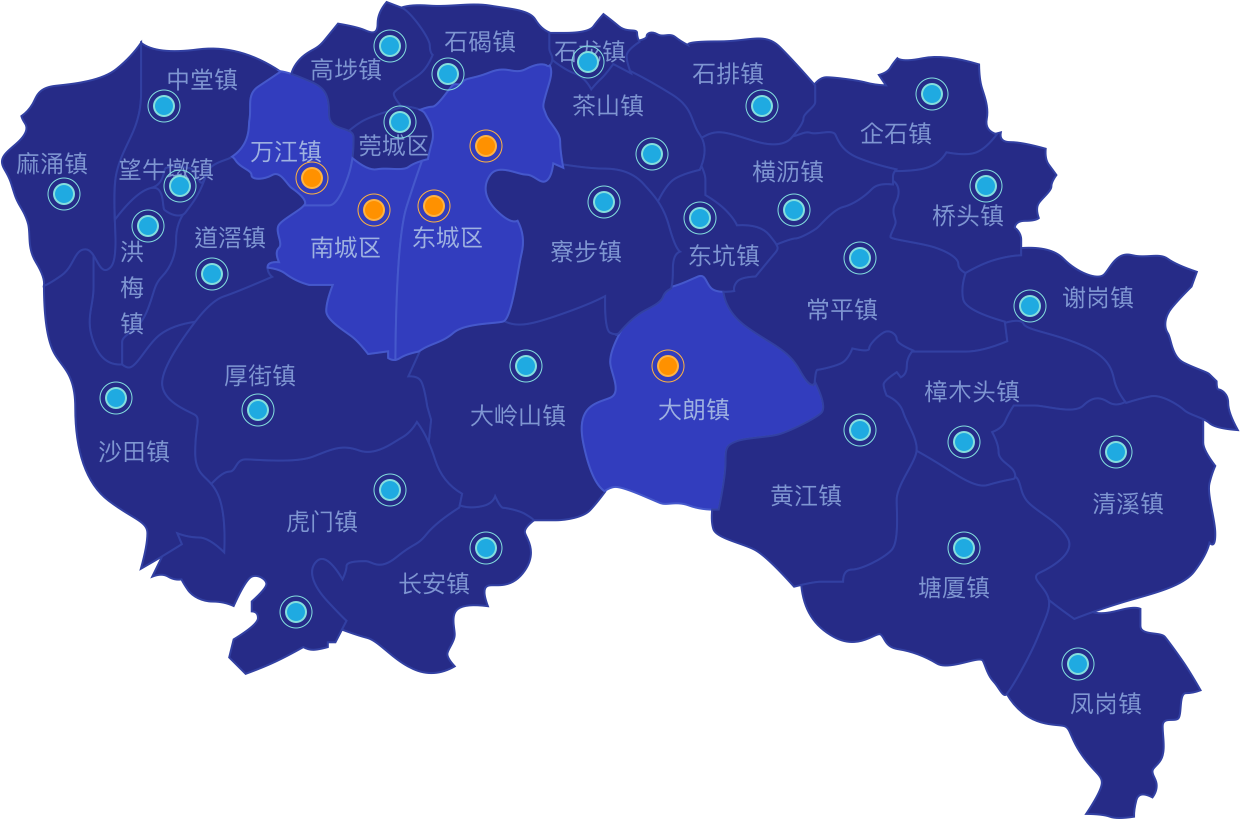 石碣镇
石龙镇
高埗镇
石排镇
中堂镇
茶山镇
企石镇
莞城区
万江镇
麻涌镇
望牛墩镇
横沥镇
桥头镇
道滘镇
东城区
南城区
寮步镇
东坑镇
洪
梅
镇
谢岗镇
常平镇
厚街镇
樟木头镇
大朗镇
大岭山镇
沙田镇
黄江镇
清溪镇
虎门镇
长安镇
塘厦镇
凤岗镇